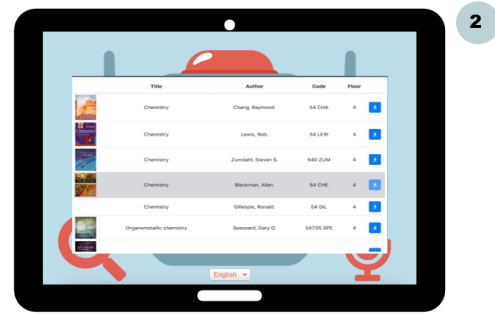 2
Title Author Code Floor
Chemistry Chang, Raymond. 54 CHA 4
Chemistry Lewis, Rob. 54 LEW 4
Chemistry Zumdahl, Steven S. 540 ZUM 4
Chemistry Blackman, Allan. 54 CHE 4
Chemistry Gillespie, Ronald. 54 GIL 4
Organometallic chemistry Spessard, Gary O. 547.05 SPE 4
English